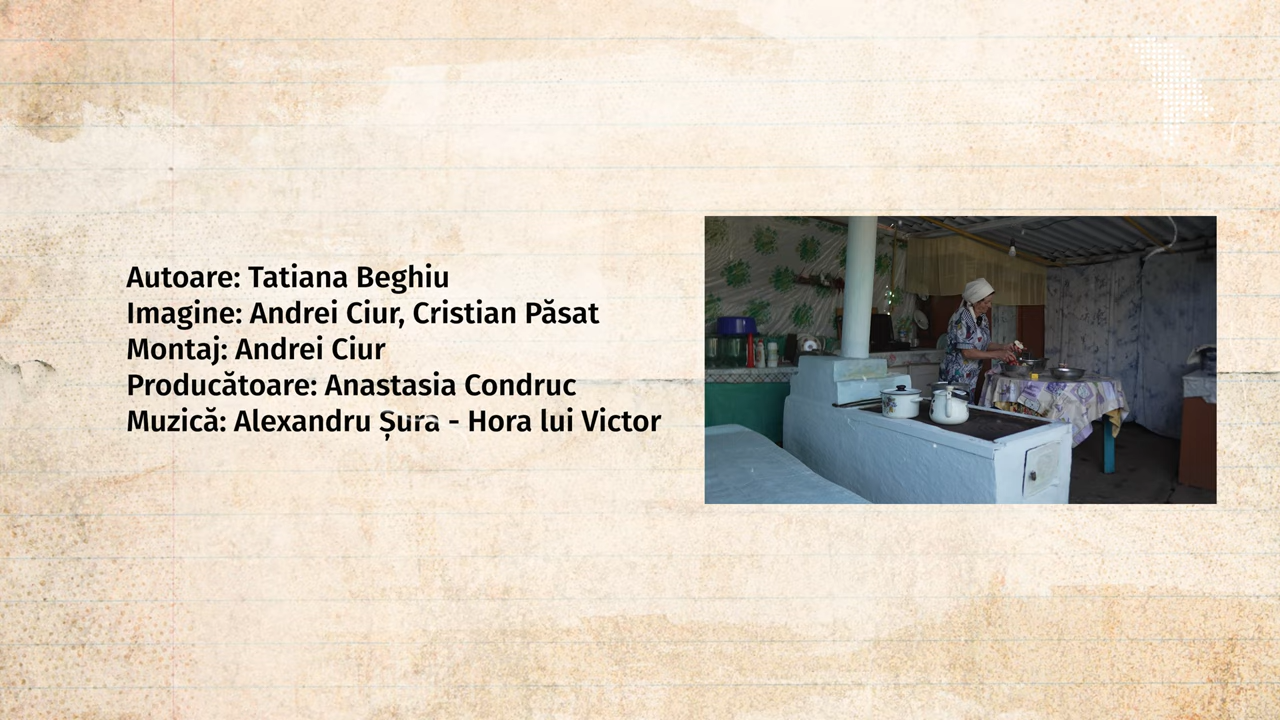 Autoare: Tatiana Beghiu
Imagine: Andrei Ciur, Cristian Păsat
Montaj: Andrei Ciur
Producătoare: Anastasia Condruc
Muzică: Alexandru Șura - Hora lui Victor